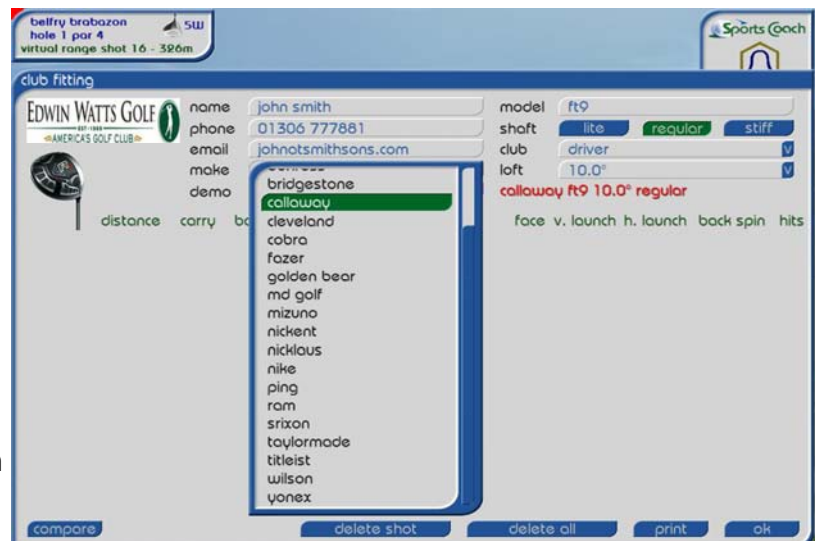 belfry brabazon
hole 1 par 4
virtual range shot 16 - 326m
SW
Sports Coach
club fitting
EDWIN WATTS GOLF
EST·1968
AMERICA'S GOLF CLUB
name john smith
phone 01306 777881
email johnatsmithsons.com
make
demo
model ft9
shaft lite regular stiff
club driver v
loft 10.0° v
callaway ft9 10.0° regular
distance carry
face v. launch h. launch back spin hits
bridgestone
callaway
cleveland
cobra
fazer
golden bear
md golf
mizuno
nickent
nicklaus
nike
ping
ram
srixon
taylormade
titleist
wilson
yonex
compare delete shot delete all print ok